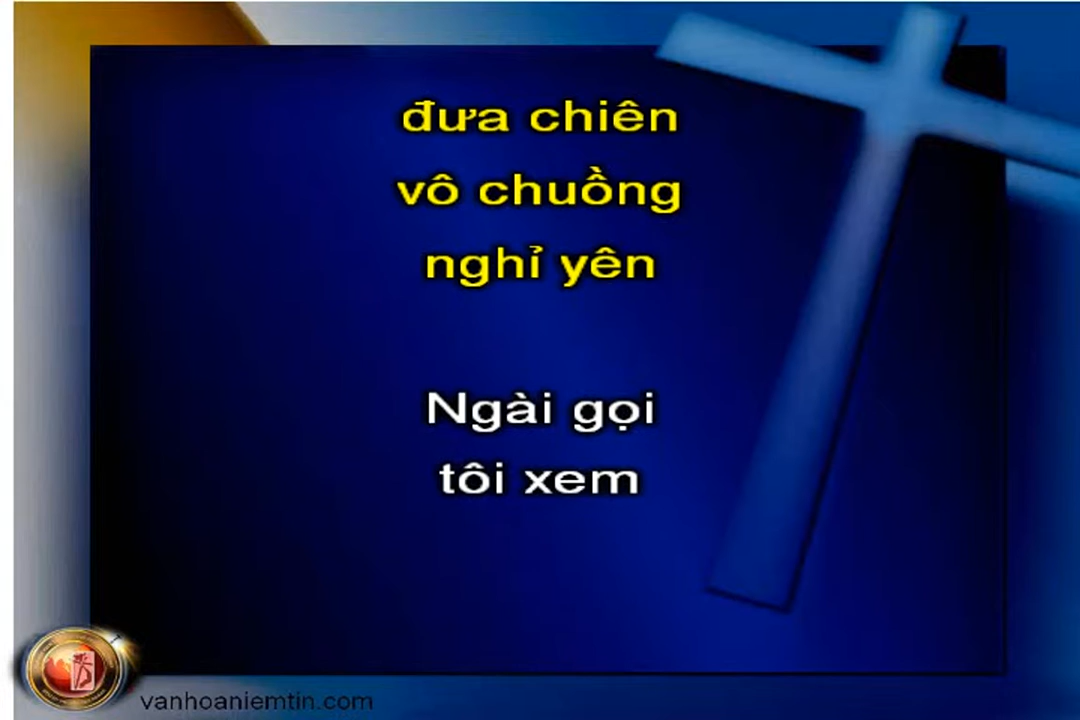 đưa chiên
vô chuồng
nghỉ yên
Ngài gọi
tôi xem
vanhoaniemtin.com